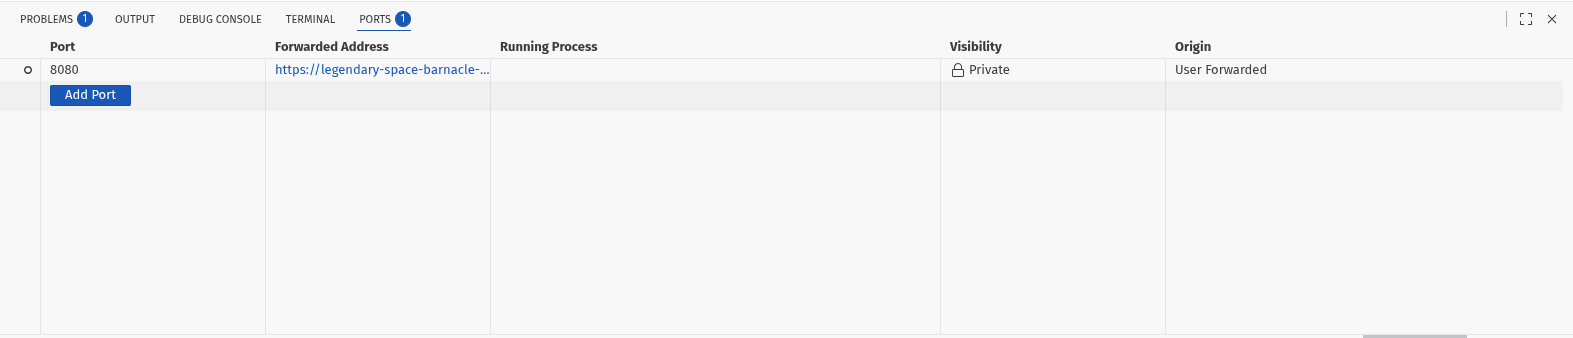 PROBLEMS 1 OUTPUT DEBUG CONSOLE TERMINAL PORTS 1
Port Forwarded Address Running Process Visibility Origin
8080 https://legendary-space-barnacle-... Private User Forwarded
Add Port